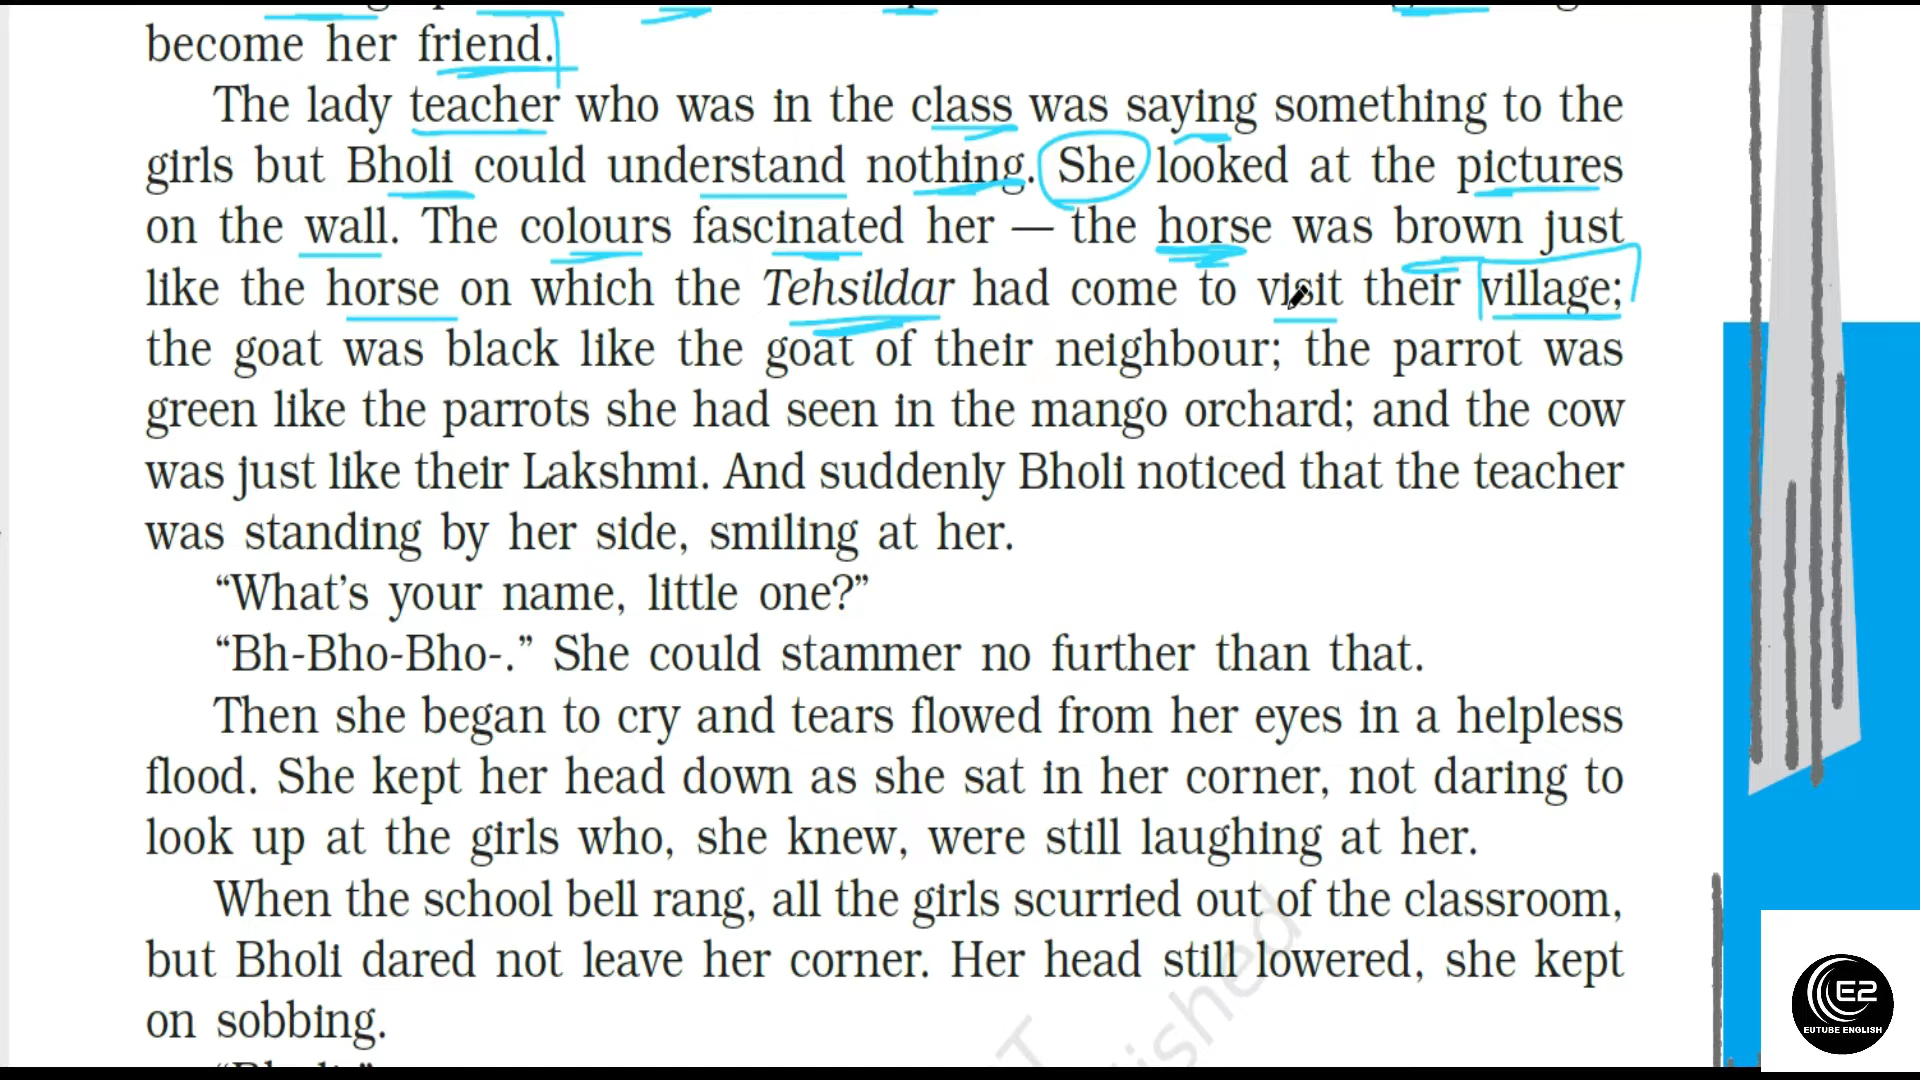 become her friend.
The lady teacher who was in the class was saying something to the
girls but Bholi could understand nothing. She looked at the pictures
on the wall. The colours fascinated her — the horse was brown just
like the horse on which the Tehsildar had come to visit their village;
the goat was black like the goat of their neighbour; the parrot was
green like the parrots she had seen in the mango orchard; and the cow
was just like their Lakshmi. And suddenly Bholi noticed that the teacher
was standing by her side, smiling at her.
“What’s your name, little one?”
“Bh-Bho-Bho-.” She could stammer no further than that.
Then she began to cry and tears flowed from her eyes in a helpless
flood. She kept her head down as she sat in her corner, not daring to
look up at the girls who, she knew, were still laughing at her.
When the school bell rang, all the girls scurried out of the classroom,
but Bholi dared not leave her corner. Her head still lowered, she kept
on sobbing.
E2
EUTUBE ENGLISH